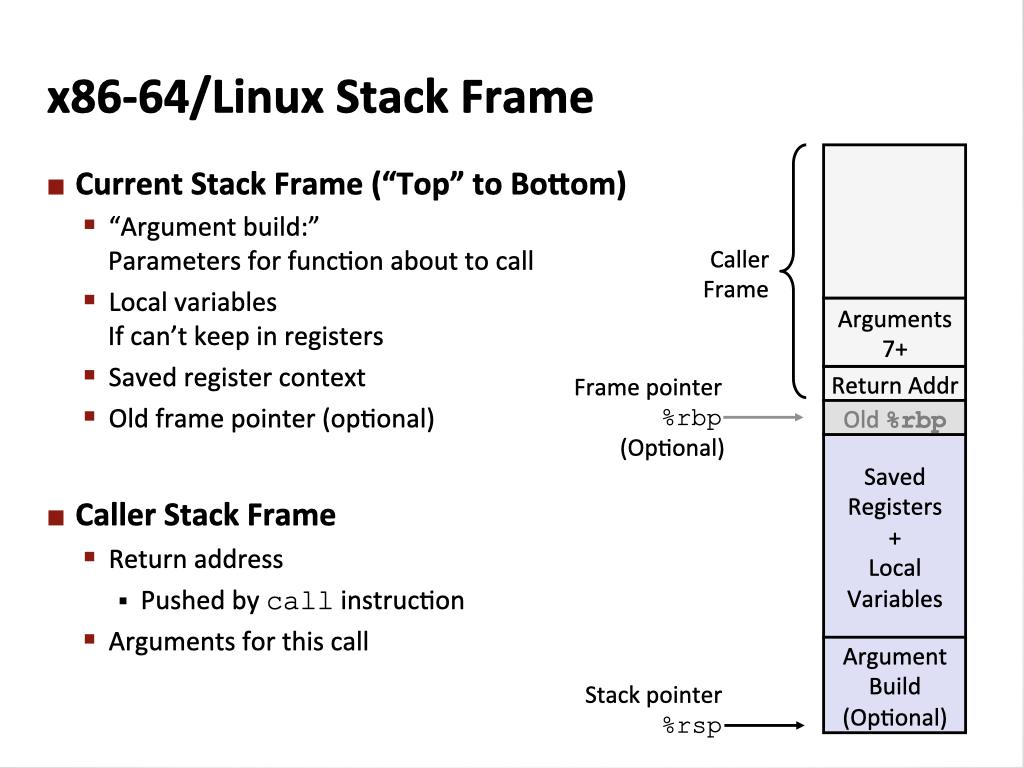 x86-64/Linux Stack Frame
■ Current Stack Frame (“Top” to Bottom)
▪ “Argument build:”
Parameters for function about to call
▪ Local variables
If can’t keep in registers
▪ Saved register context
▪ Old frame pointer (optional)
■ Caller Stack Frame
▪ Return address
▪ Pushed by call instruction
▪ Arguments for this call
Caller
Frame
Arguments
7+
Return Addr
Frame pointer
%rbp
(Optional)
Old %rbp
Saved
Registers
+
Local
Variables
Argument
Build
(Optional)
Stack pointer
%rsp